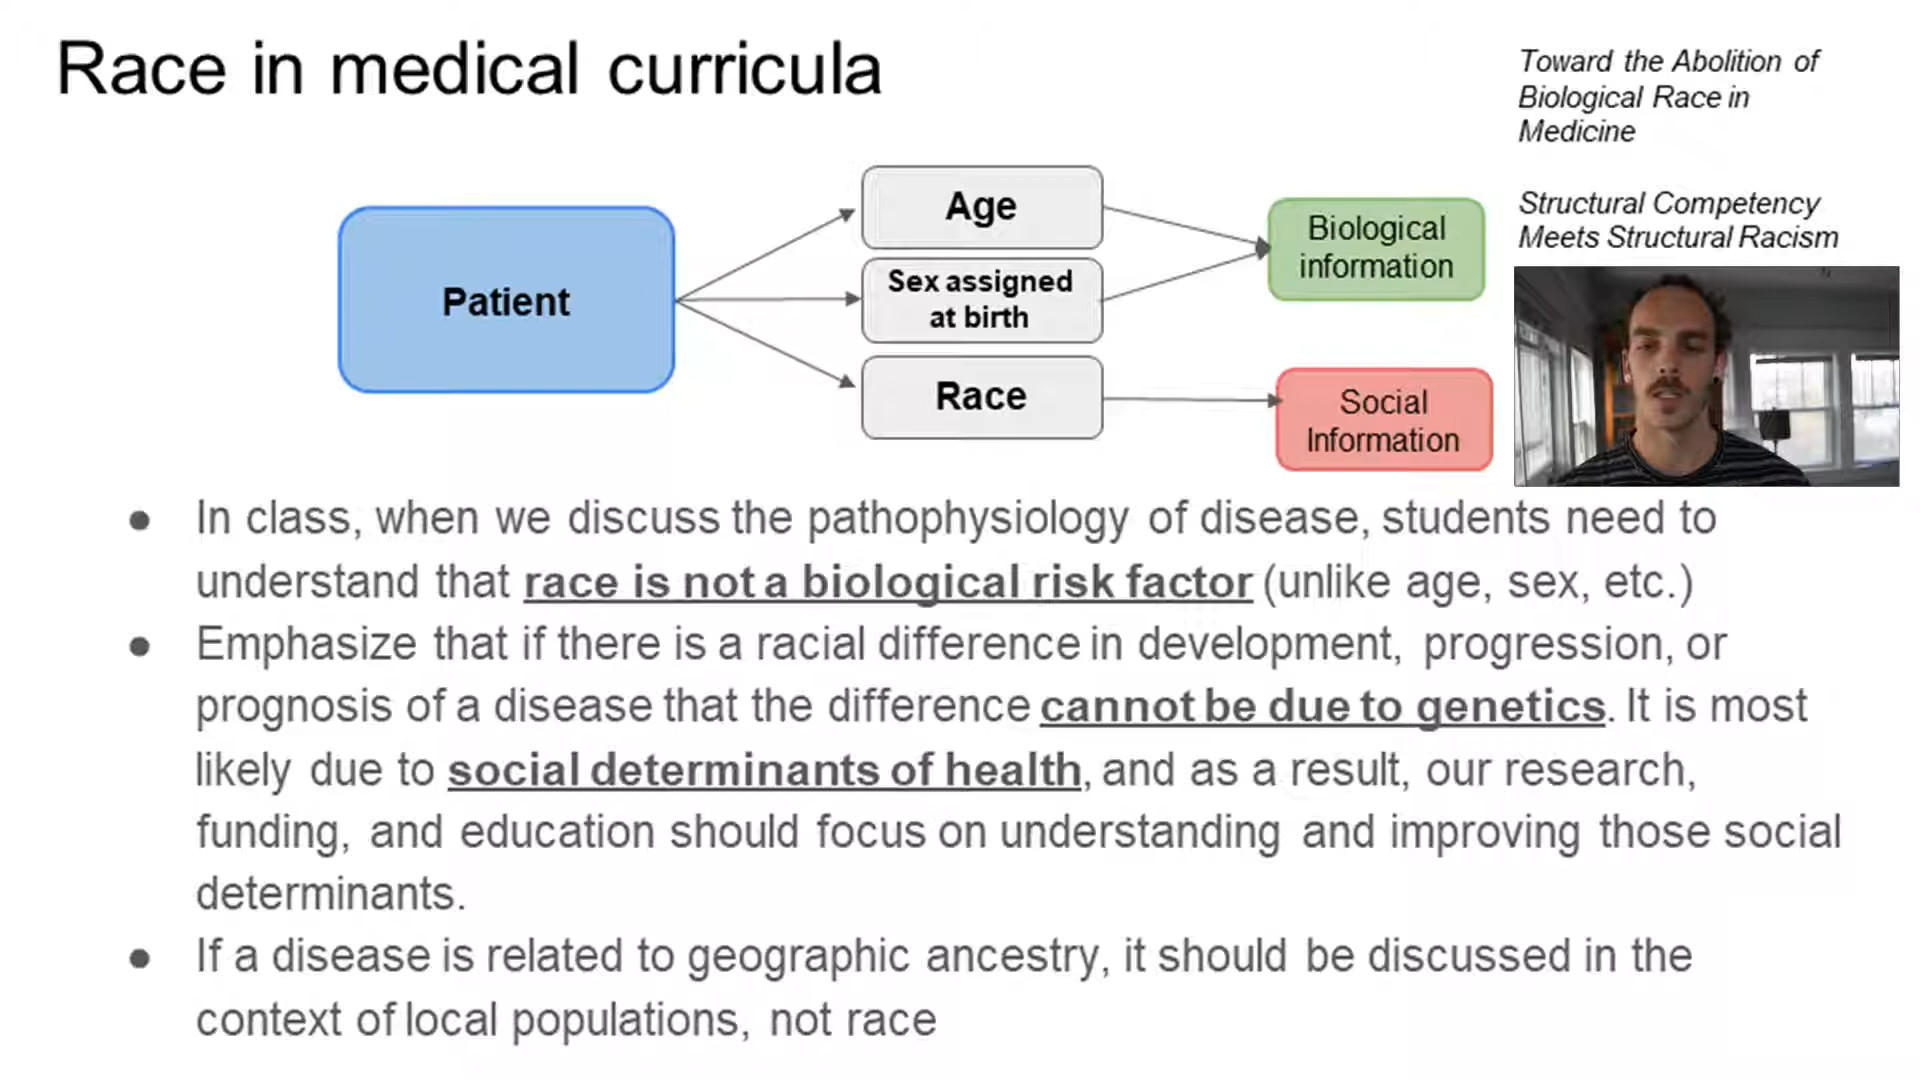 Race in medical curricula
Toward the Abolition of
Biological Race in
Medicine
Structural Competency
Meets Structural Racism
Patient
Age
Sex assigned
at birth
Race
Biological
information
Social
Information
● In class, when we discuss the pathophysiology of disease, students need to
understand that race is not a biological risk factor (unlike age, sex, etc.)
● Emphasize that if there is a racial difference in development, progression, or
prognosis of a disease that the difference cannot be due to genetics. It is most
likely due to social determinants of health, and as a result, our research,
funding, and education should focus on understanding and improving those social
determinants.
● If a disease is related to geographic ancestry, it should be discussed in the
context of local populations, not race